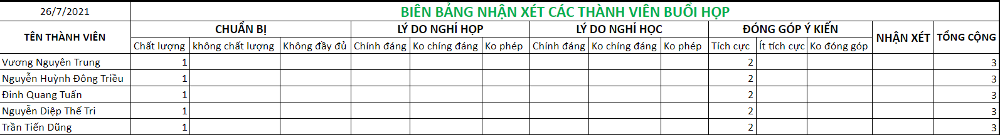 26/7/2021 BIÊN BẢNG NHẬN XÉT CÁC THÀNH VIÊN BUỔI HỌP
TÊN THÀNH VIÊN CHUẨN BỊ LÝ DO NGHỈ HỌP LÝ DO NGHỈ HỌC ĐÓNG GÓP Ý KIẾN NHẬN XÉT TỔNG CỘNG
Chất lượng không chất lượng Không đầy đủ Chính đáng Ko chíng đáng Ko phép Chính đáng Ko chính đáng Ko phép Tích cực Ít tích cực Ko đóng góp
Vương Nguyên Trung 1 2 3
Nguyễn Huỳnh Đông Triều 1 2 3
Đinh Quang Tuấn 1 2 3
Nguyễn Diệp Thế Tri 1 2 3
Trần Tiến Dũng 1 2 3